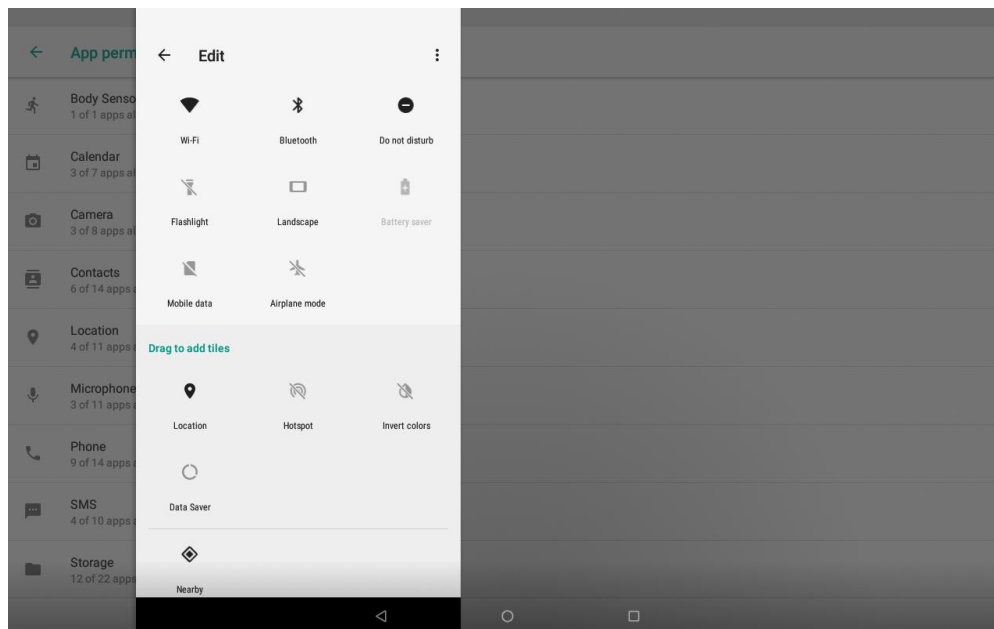 App perm
Edit
Body Senso
1 of 1 apps al
Calendar
3 of 7 apps al
Camera
3 of 8 apps al
Contacts
6 of 14 apps a
Location
4 of 11 apps a
Microphone
3 of 11 apps a
Phone
9 of 14 apps a
SMS
4 of 10 apps a
Storage
12 of 22 apps
Wi-Fi Bluetooth Do not disturb
Flashlight Landscape Battery saver
Mobile data Airplane mode
Drag to add tiles
Location Hotspot Invert colors
Data Saver
Nearby